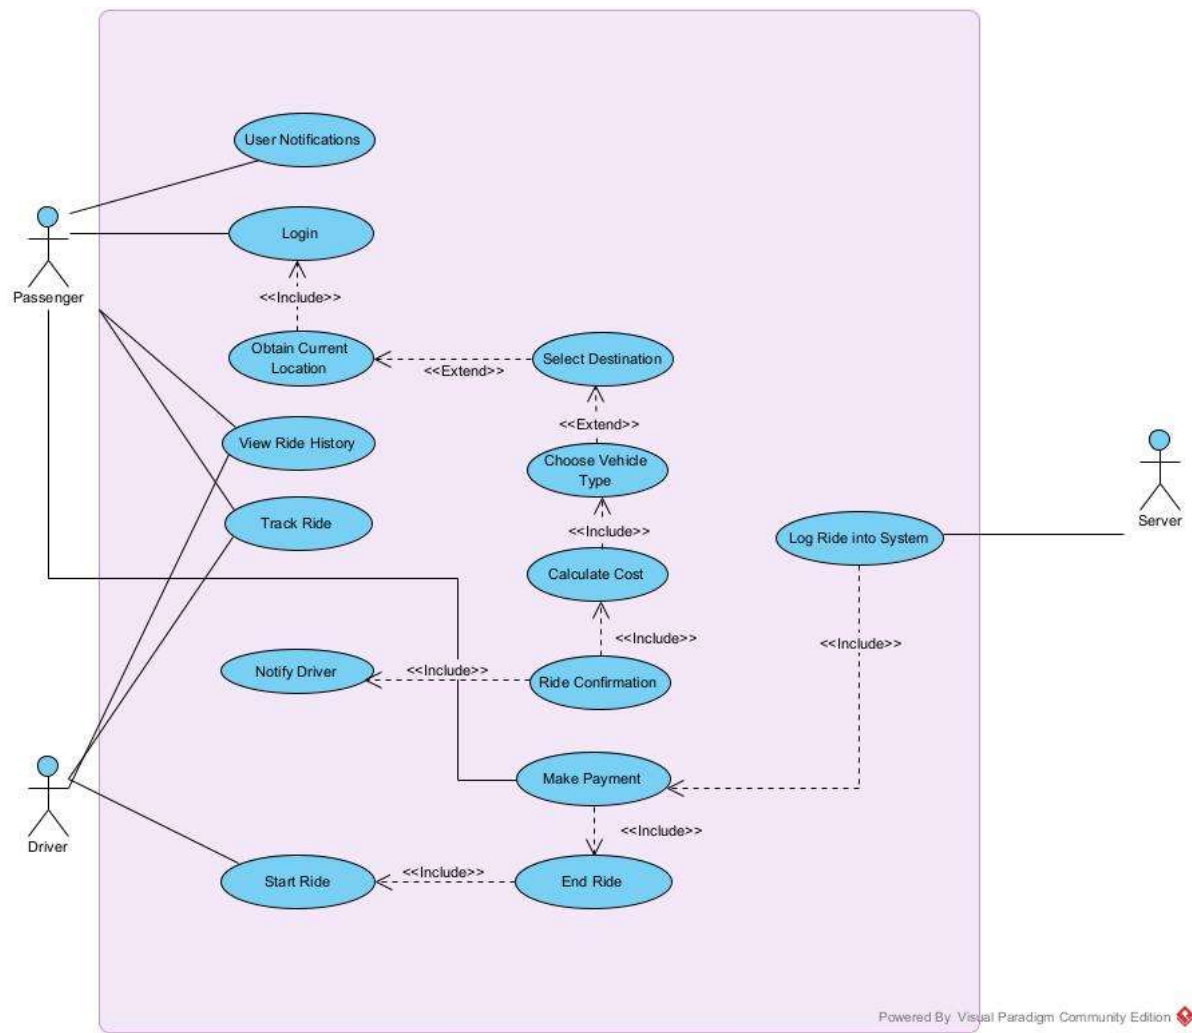 User Notifications
Login
Passenger
<<Include>>
Obtain Current
Location
<<Extend>>
Select Destination
<<Extend>>
View Ride History
Choose Vehicle
Type
Server
Track Ride
<<Include>>
Log Ride into System
Calculate Cost
<<Include>>
<<Include>>
Notify Driver
<<Include>>
Ride Confirmation
Make Payment
<<Include>>
Driver
Start Ride
<<Include>>
End Ride
Powered By Visual Paradigm Community Edition